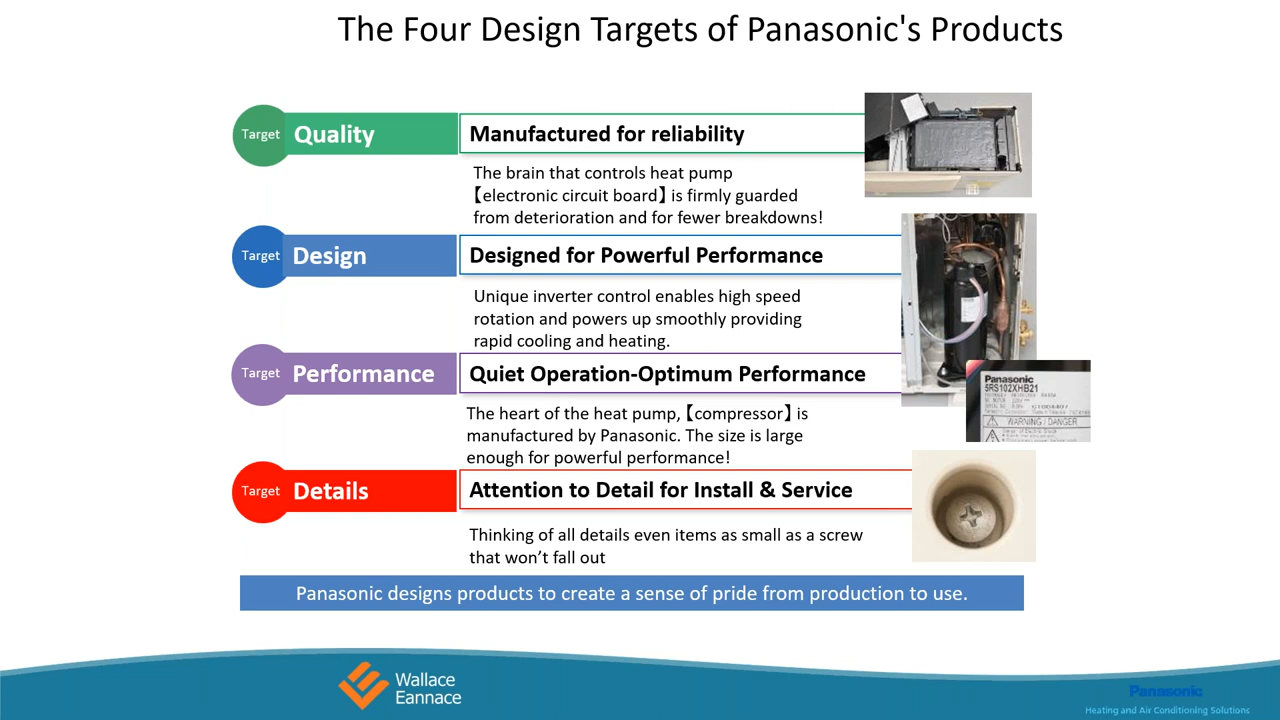 The Four Design Targets of Panasonic's Products
Target Quality
Manufactured for reliability
The brain that controls heat pump
【electronic circuit board】is firmly guarded
from deterioration and for fewer breakdowns!
Target Design
Designed for Powerful Performance
Unique inverter control enables high speed
rotation and powers up smoothly providing
rapid cooling and heating.
Target Performance
Quiet Operation-Optimum Performance
The heart of the heat pump,【compressor】is
manufactured by Panasonic. The size is large
enough for powerful performance!
Panasonic
5RS102XHB21
WARNING / DANGER
Target Details
Attention to Detail for Install & Service
Thinking of all details even items as small as a screw
that won’t fall out
Panasonic designs products to create a sense of pride from production to use.
Wallace
Eannace
Panasonic
Heating and Air Conditioning Solutions